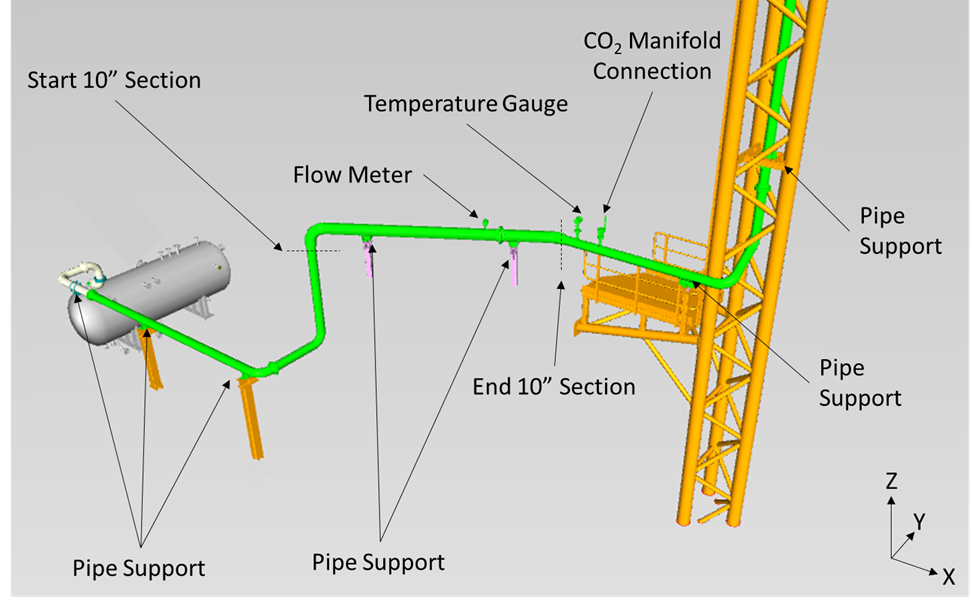 CO₂ Manifold
Connection
Start 10” Section
Temperature Gauge
Flow Meter
Pipe
Support
End 10” Section
Pipe
Support
Z
Y
X
Pipe Support
Pipe Support